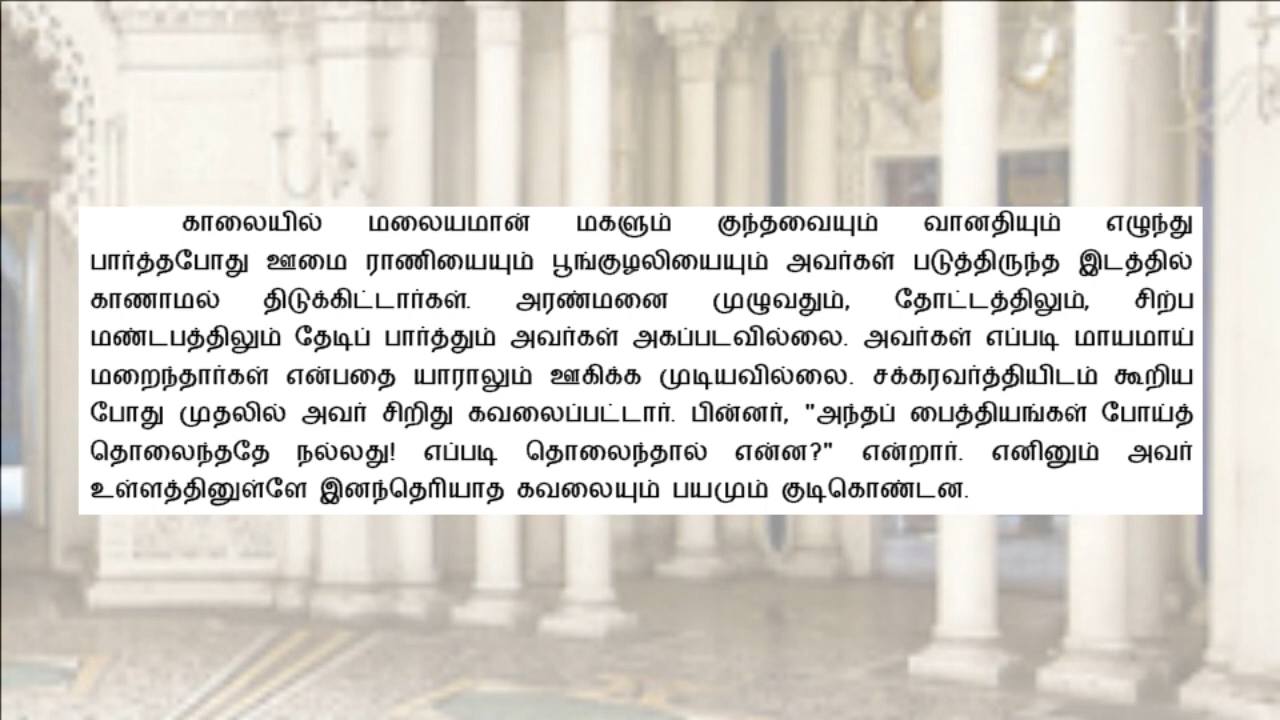 காலையில் மலையமான் மகளும் குந்தவையும் வானதியும் எழுந்து
பார்த்தபோது ஊமை ராணியையும் பூங்குழலியையும் அவர்கள் படுத்திருந்த இடத்தில்
காணாமல் திடுக்கிட்டார்கள். அரண்மனை முழுவதும், தோட்டத்திலும், சிற்ப
மண்டபத்திலும் தேடிப் பார்த்தும் அவர்கள் அகப்படவில்லை. அவர்கள் எப்படி மாயமாய்
மறைந்தார்கள் என்பதை யாராலும் ஊகிக்க முடியவில்லை. சக்கரவர்த்தியிடம் கூறிய
போது முதலில் அவர் சிறிது கவலைப்பட்டார். பின்னர், "அந்தப் பைத்தியங்கள் போய்த்
தொலைந்ததே நல்லது! எப்படி தொலைந்தால் என்ன?" என்றார். எனினும் அவர்
உள்ளத்தினுள்ளே இனந்தெரியாத கவலையும் பயமும் குடிகொண்டன.